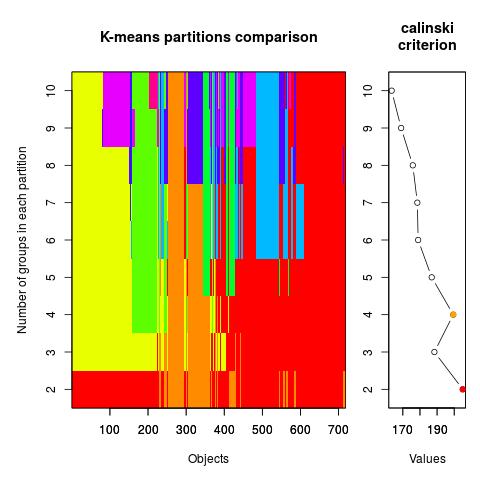 K-means partitions comparison
calinski
criterion
Number of groups in each partition
10
9
8
7
6
5
4
3
2
100 200 300 400 500 600 700
Objects
10
9
8
7
6
5
4
3
2
170 190
Values